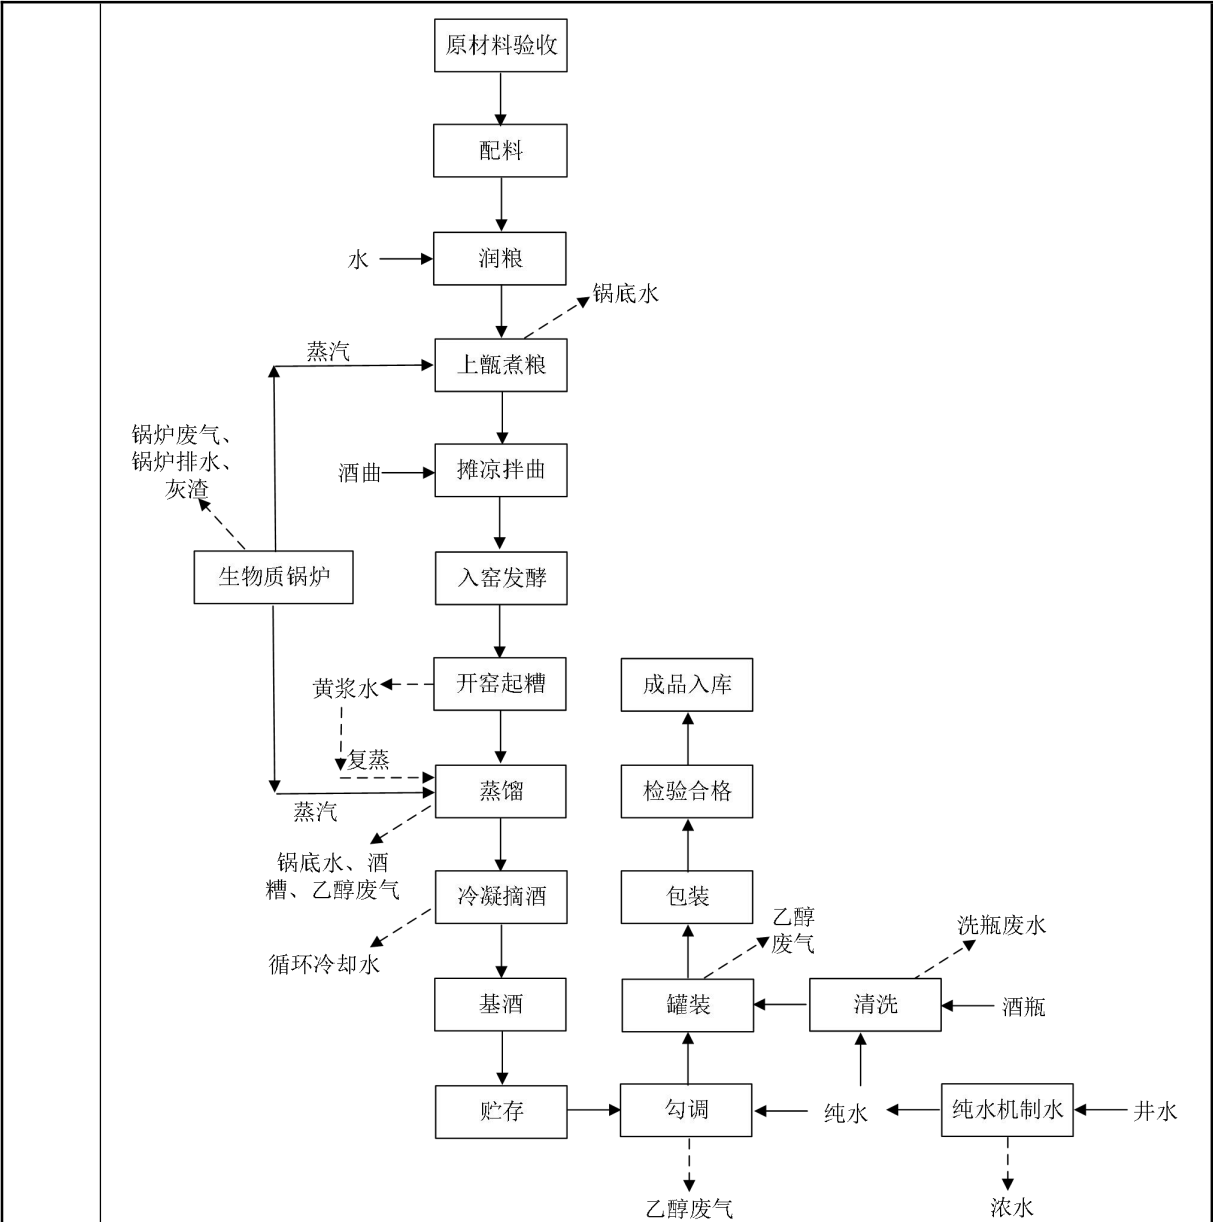 原材料验收
配料
水
润粮
锅底水
蒸汽
上甑煮粮
锅炉废气、
锅炉排水、
灰渣
酒曲
摊凉拌曲
生物质锅炉
入窑发酵
黄浆水
开窑起糟
成品入库
复蒸
蒸馏
检验合格
蒸汽
锅底水、酒
糟、乙醇废气
冷凝摘酒
包装
乙醇
废气
洗瓶废水
循环冷却水
基酒
罐装
清洗
酒瓶
贮存
勾调
纯水
纯水机制水
井水
乙醇废气
浓水